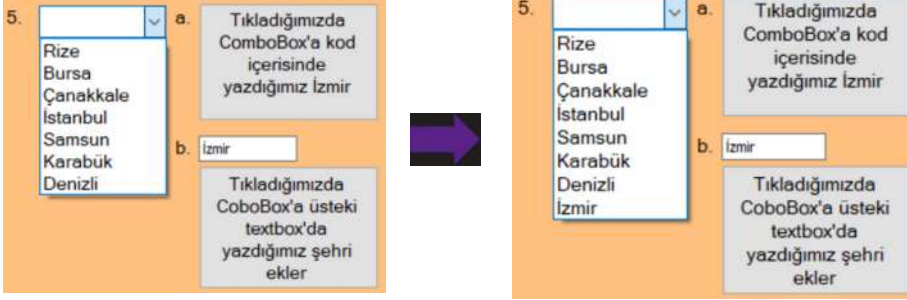 5.
Rize
Bursa
Çanakkale
İstanbul
Samsun
Karabük
Denizli
a.
Tıkladığımızda
ComboBox'a kod
içerisinde
yazdığımız İzmir
b.
İzmir
Tıkladığımızda
CoboBox'a üsteki
textbox'da
yazdığımız şehri
ekler
5.
Rize
Bursa
Çanakkale
İstanbul
Samsun
Karabük
Denizli
İzmir
a.
Tıkladığımızda
ComboBox'a kod
içerisinde
yazdığımız İzmir
b.
İzmir
Tıkladığımızda
CoboBox'a üsteki
textbox'da
yazdığımız şehri
ekler